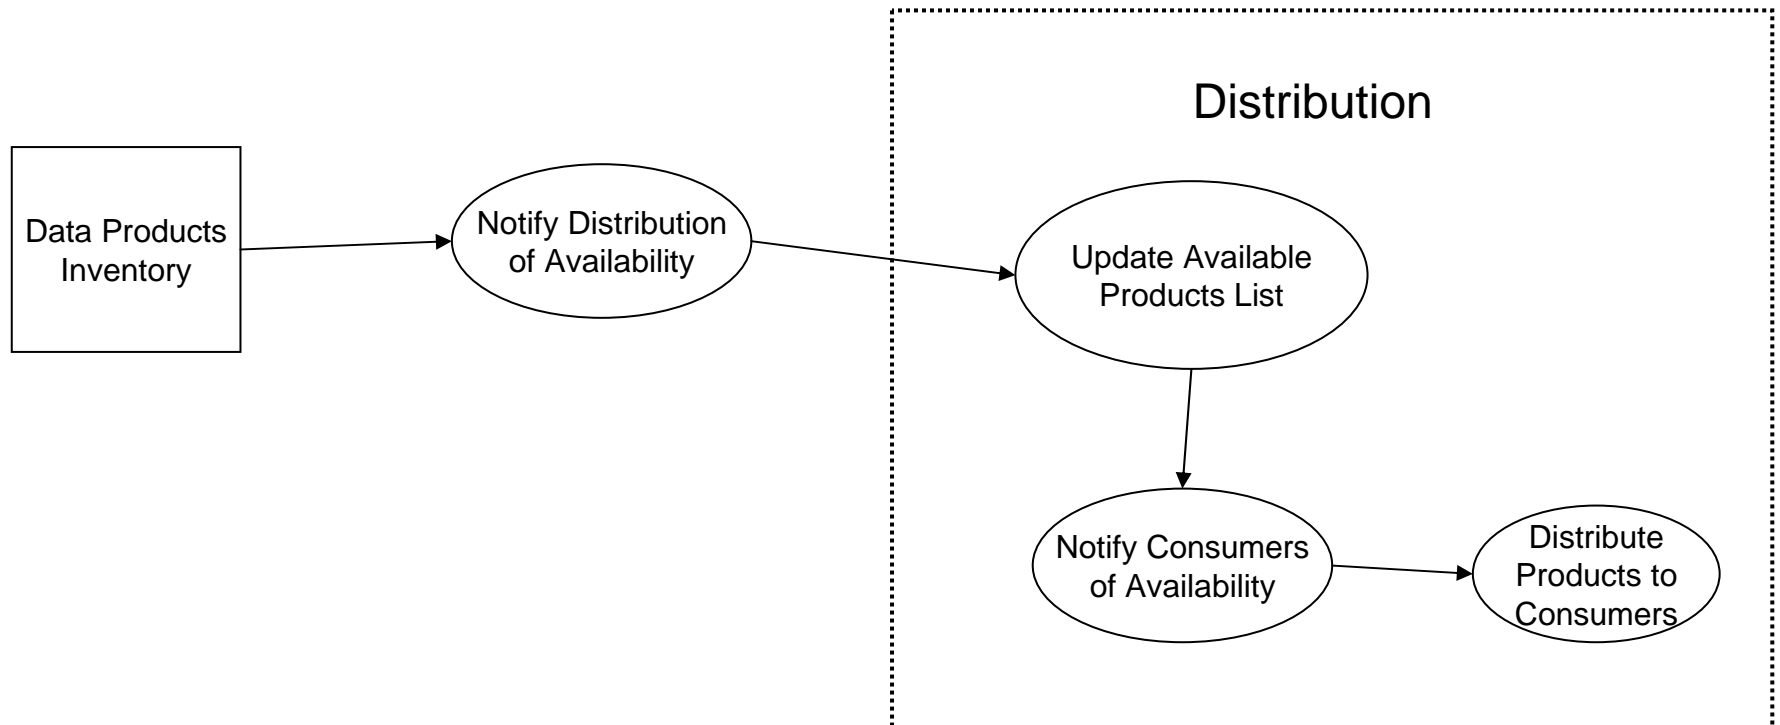 Distribution
Data Products
Inventory
Notify Distribution
of Availability
Update Available
Products List
Notify Consumers
of Availability
Distribute
Products to
Consumers